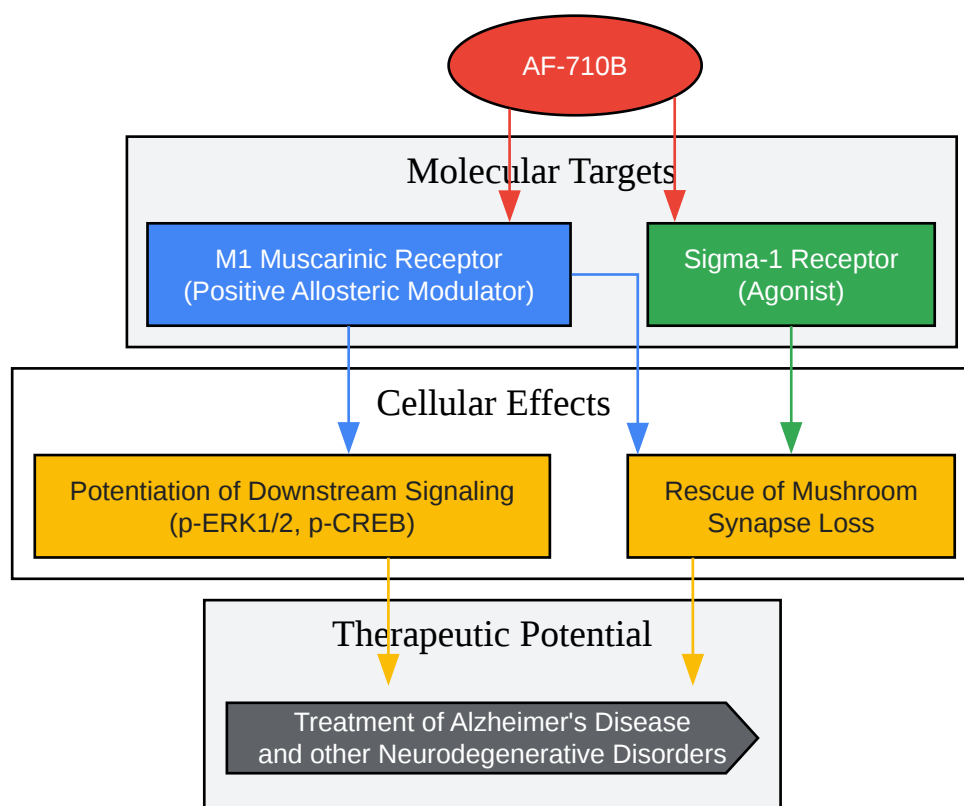 AF-710B
Molecular Targets
M1 Muscarinic Receptor
(Positive Allosteric Modulator)
Sigma-1 Receptor
(Agonist)
Cellular Effects
Potentiation of Downstream Signaling
(p-ERK1/2, p-CREB)
Rescue of Mushroom
Synapse Loss
Therapeutic Potential
Treatment of Alzheimer's Disease
and other Neurodegenerative Disorders